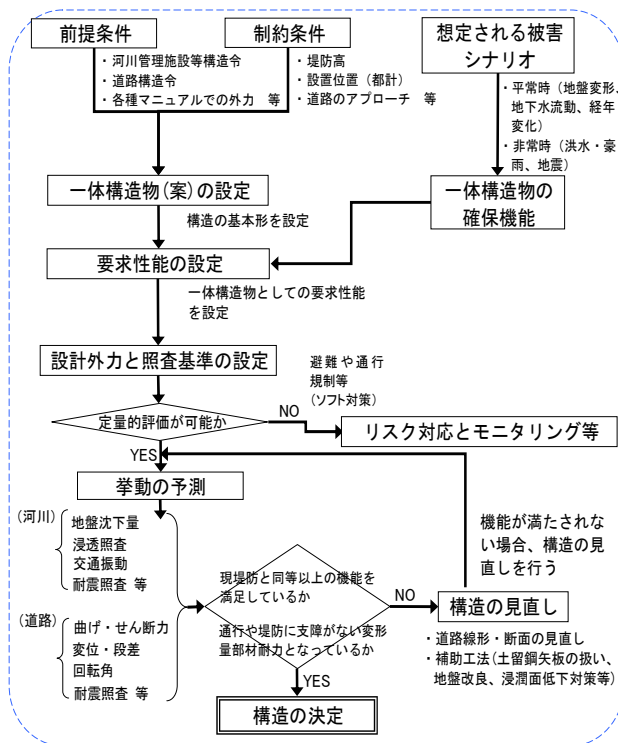 前提条件
・河川管理施設等構造令
・道路構造令
・各種マニュアルでの外力　等
制約条件
・堤防高
・設置位置（都計）
・道路のアプローチ　等
想定される被害
シナリオ
・平常時（地盤変形、
地下水流動、経年
変化）
・非常時（洪水・豪
雨、地震）
一体構造物(案)の設定
構造の基本形を設定
一体構造物の
確保機能
要求性能の設定
一体構造物としての要求性能
を設定
設計外力と照査基準の設定
避難や通行
規制等
(ソフト対策)
定量的評価が可能か
NO
リスク対応とモニタリング等
YES
挙動の予測
(河川)
地盤沈下量
浸透照査
交通振動
耐震照査 等
(道路)
曲げ・せん断力
変位・段差
回転角
耐震照査 等
現堤防と同等以上の機能を
満足しているか
通行や堤防に支障がない変形
量部材耐力となっているか
NO
機能が満たされな
い場合、構造の見
直しを行う
構造の見直し
・道路線形・断面の見直し
・補助工法(土留鋼矢板の扱い、
地盤改良、浸潤面低下対策等)
YES
構造の決定